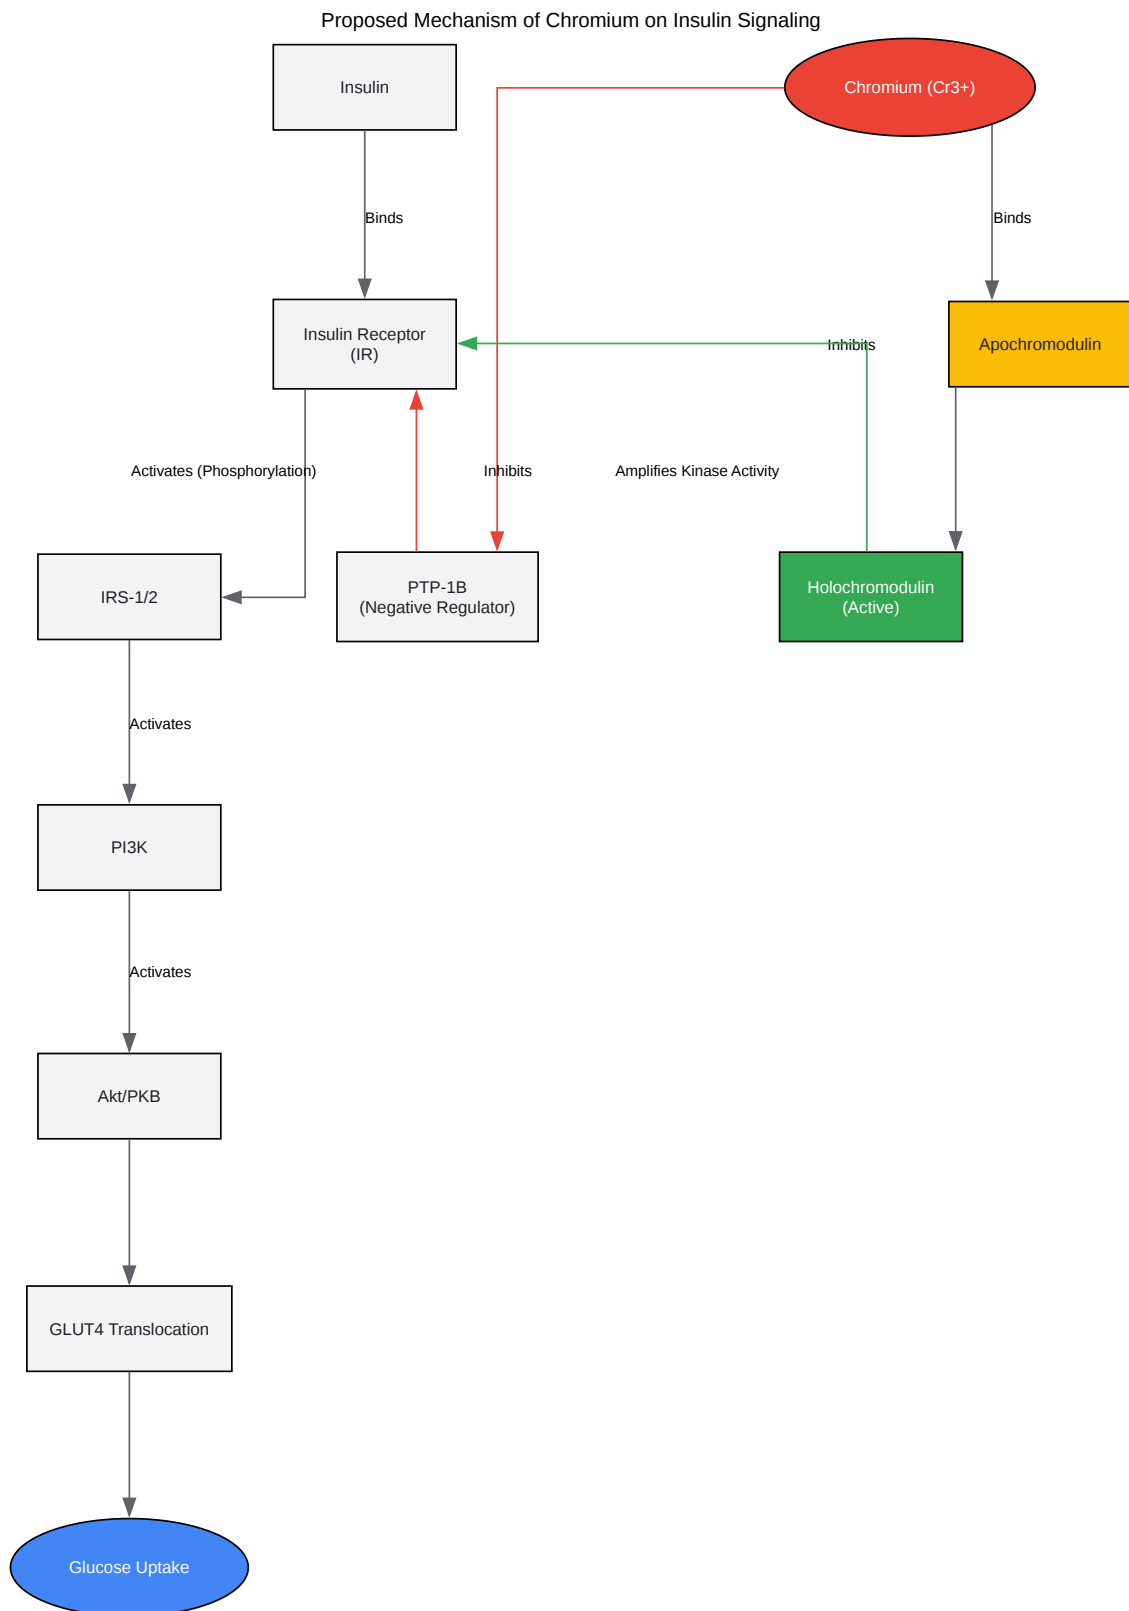 Proposed Mechanism of Chromium on Insulin Signaling
Insulin
Chromium (Cr3+)
Binds
Binds
Insulin Receptor
(IR)
Inhibits
Apochromodulin
Activates (Phosphorylation)
Inhibits
Amplifies Kinase Activity
IRS-1/2
PTP-1B
(Negative Regulator)
Holochromodulin
(Active)
Activates
PI3K
Activates
Akt/PKB
GLUT4 Translocation
Glucose Uptake